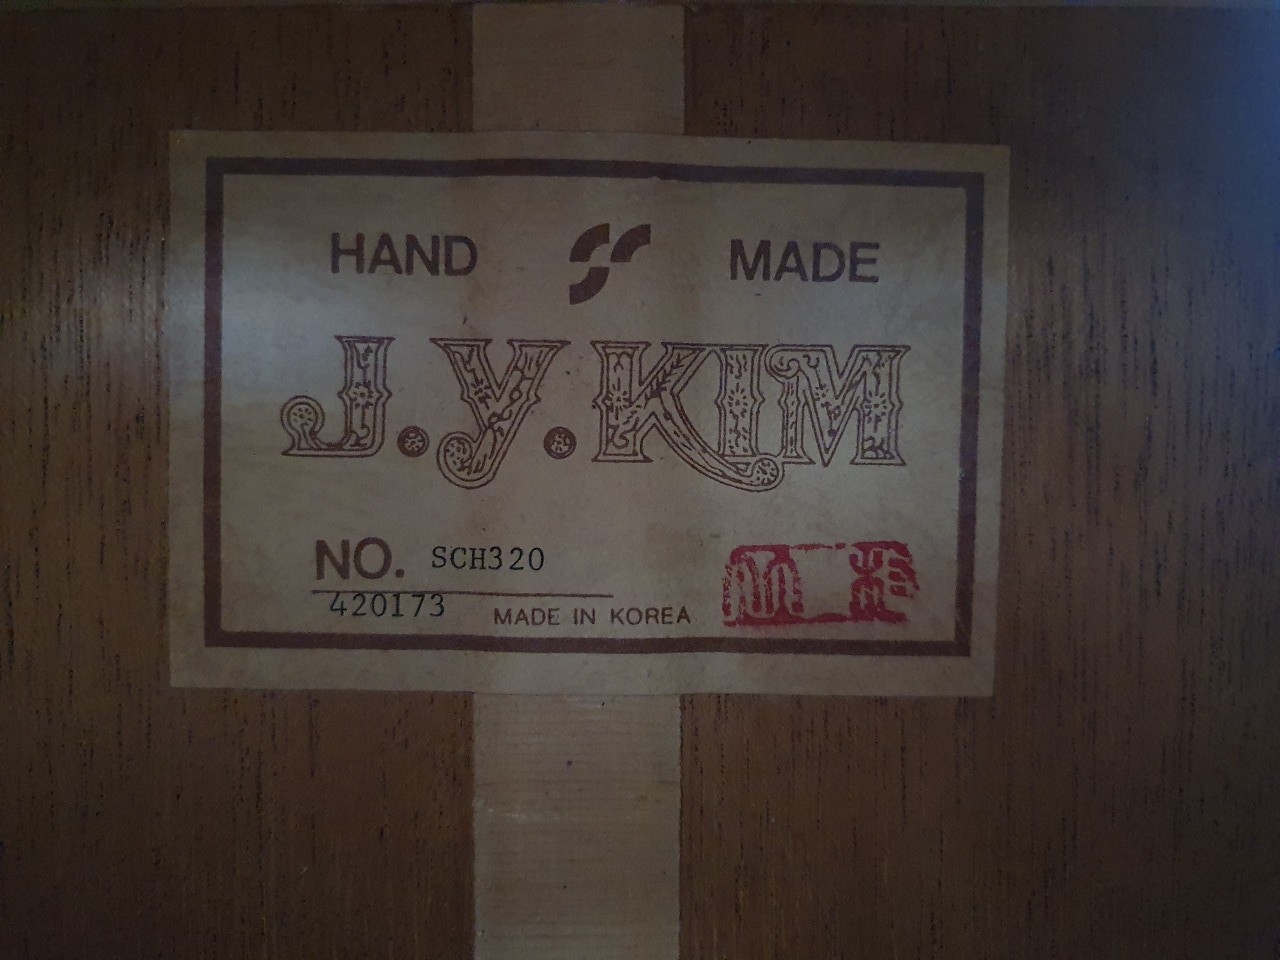 HAND MADE
J.Y.KIM
NO. SCH320
420173 MADE IN KOREA